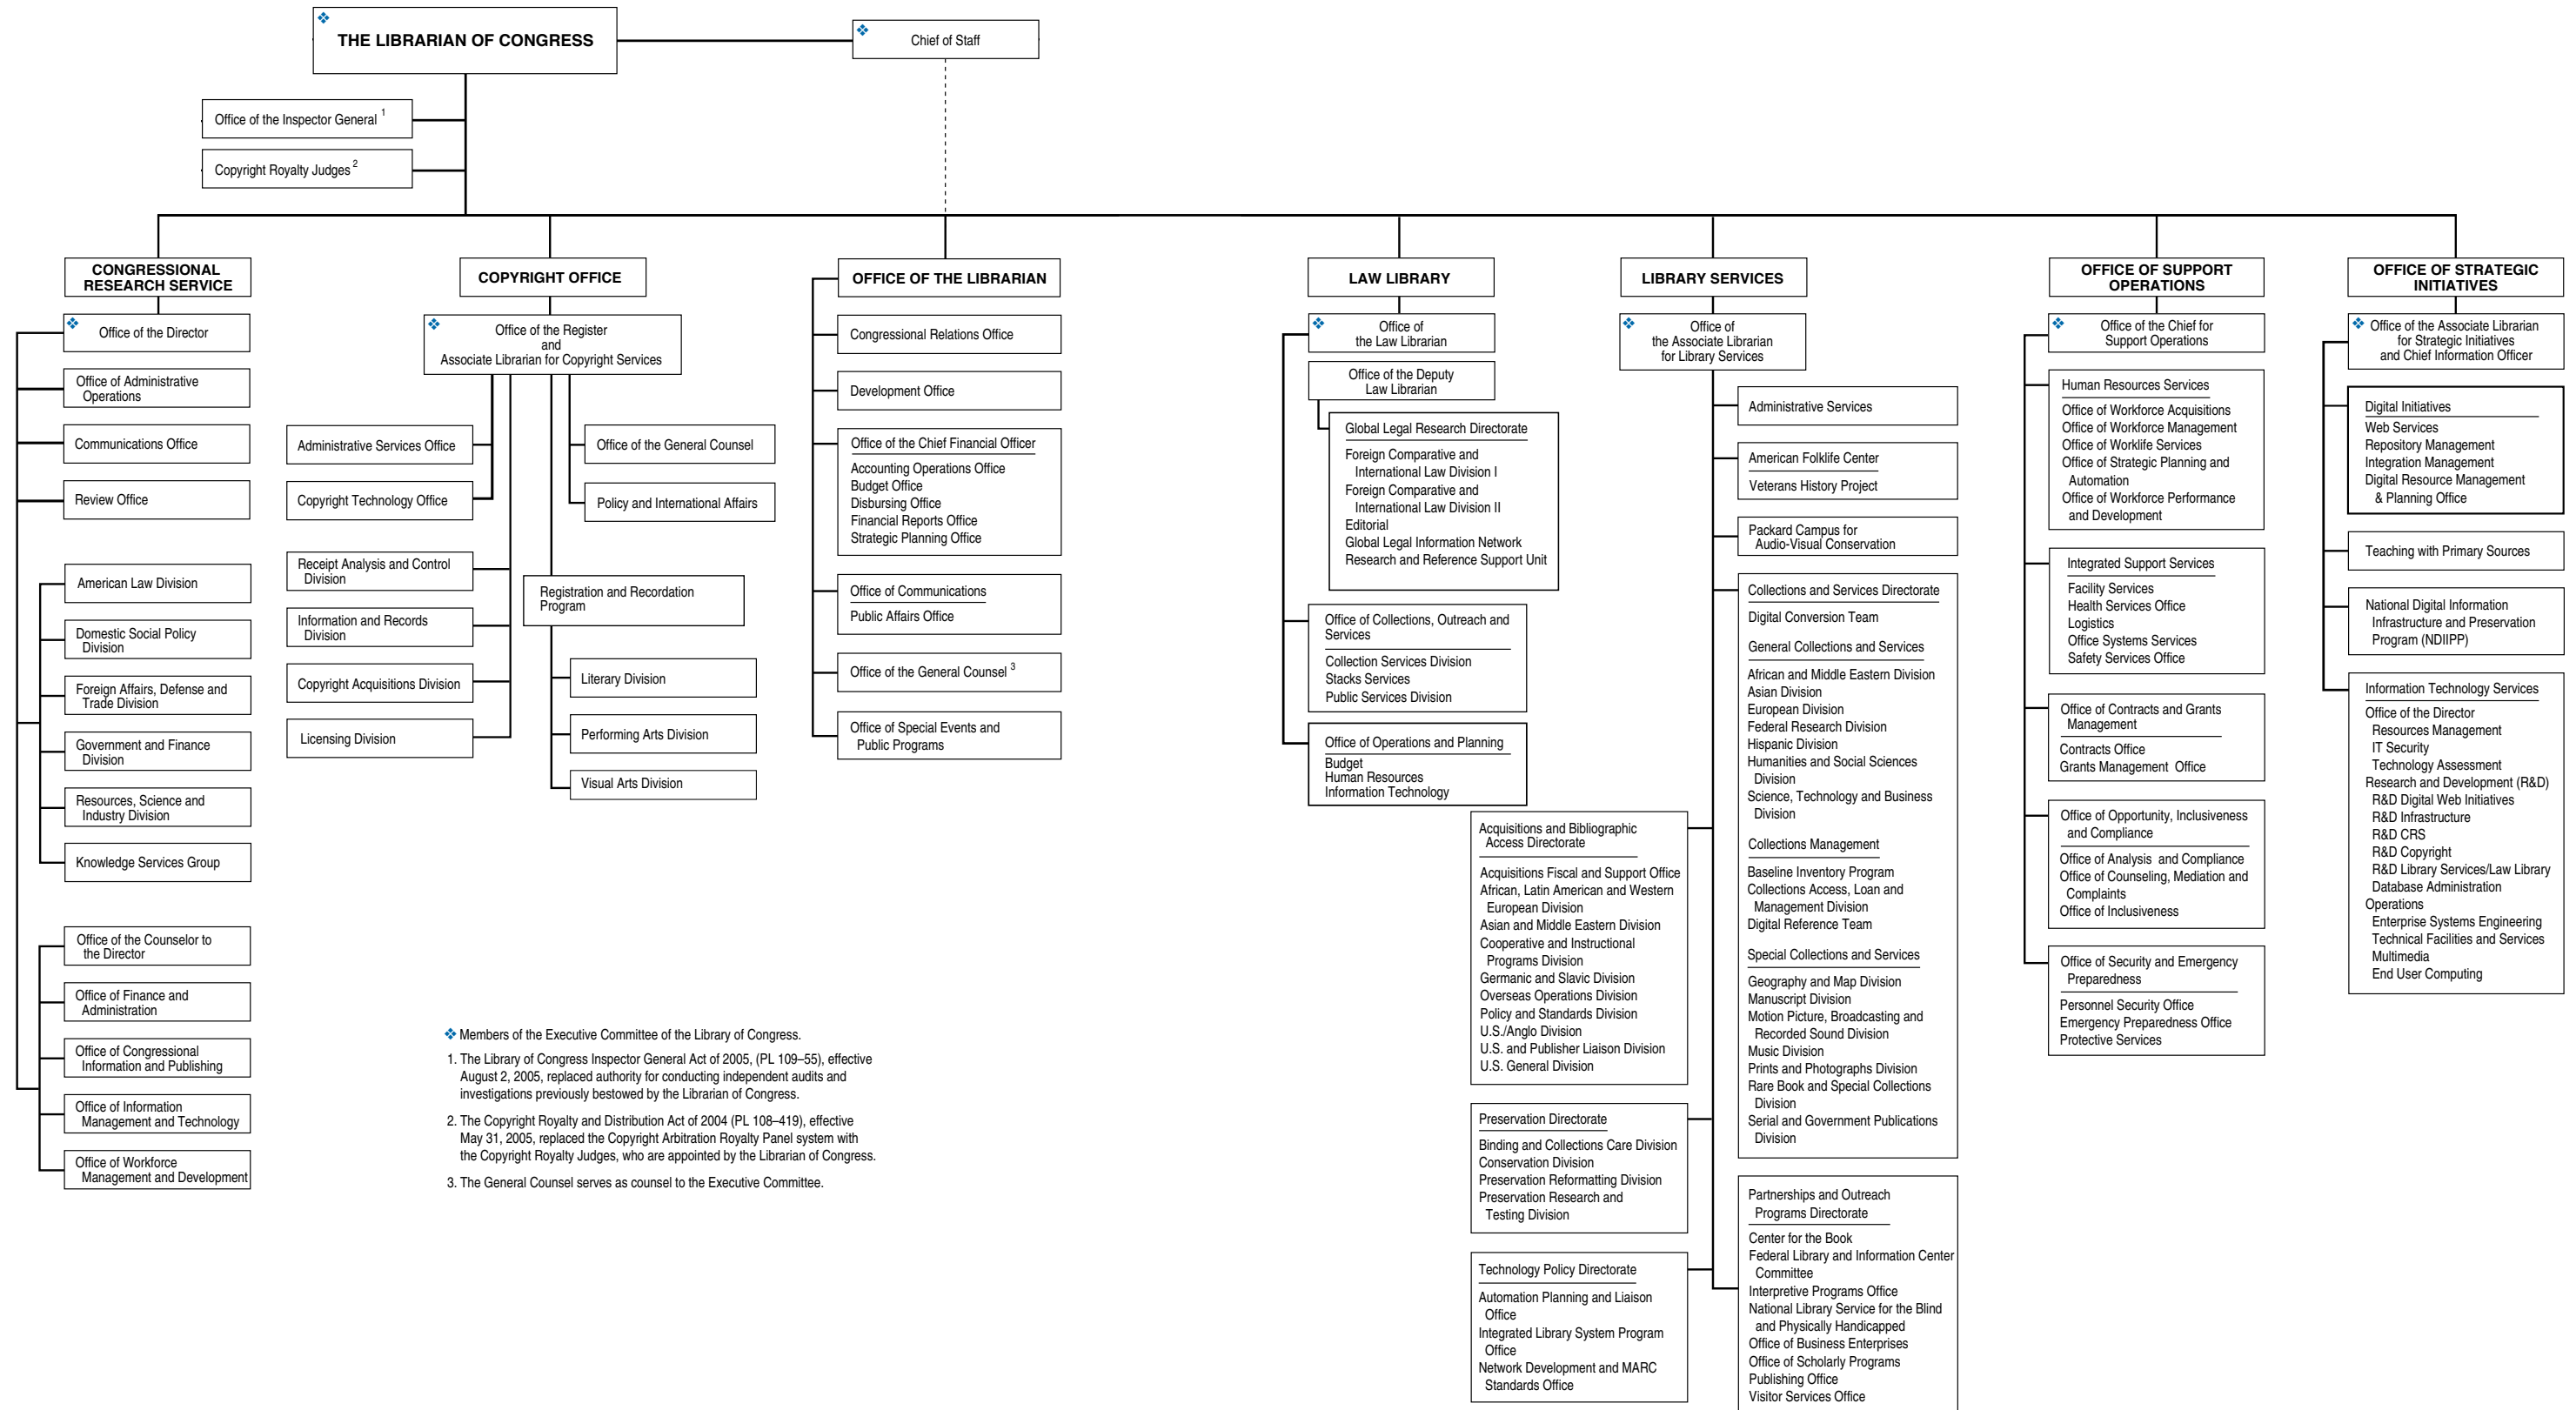 THE LIBRARIAN OF CONGRESS
Chief of Staff
Office of the Inspector General 1
Copyright Royalty Judges 2
CONGRESSIONAL
RESEARCH SERVICE
Office of the Director
Office of Administrative
Operations
Communications Office
Review Office
American Law Division
Domestic Social Policy
Division
Foreign Affairs, Defense and
Trade Division
Government and Finance
Division
Resources, Science and
Industry Division
Knowledge Services Group
Office of the Counselor to
the Director
Office of Finance and
Administration
Office of Congressional
Information and Publishing
Office of Information
Management and Technology
Office of Workforce
Management and Development
COPYRIGHT OFFICE
Office of the Register
and
Associate Librarian for Copyright Services
Administrative Services Office
Copyright Technology Office
Receipt Analysis and Control
Division
Information and Records
Division
Copyright Acquisitions Division
Licensing Division
Office of the General Counsel
Policy and International Affairs
Registration and Recordation
Program
Literary Division
Performing Arts Division
Visual Arts Division
OFFICE OF THE LIBRARIAN
Congressional Relations Office
Development Office
Office of the Chief Financial Officer
Accounting Operations Office
Budget Office
Disbursing Office
Financial Reports Office
Strategic Planning Office
Office of Communications
Public Affairs Office
Office of the General Counsel 3
Office of Special Events and
Public Programs
LAW LIBRARY
Office of
the Law Librarian
Office of the Deputy
Law Librarian
Global Legal Research Directorate
Foreign Comparative and
International Law Division I
Foreign Comparative and
International Law Division II
Editorial
Global Legal Information Network
Research and Reference Support Unit
Office of Collections, Outreach and
Services
Collection Services Division
Stacks Services
Public Services Division
Office of Operations and Planning
Budget
Human Resources
Information Technology
LIBRARY SERVICES
Office of
the Associate Librarian
for Library Services
Administrative Services
American Folklife Center
Veterans History Project
Packard Campus for
Audio-Visual Conservation
Collections and Services Directorate
Digital Conversion Team
General Collections and Services
African and Middle Eastern Division
Asian Division
European Division
Federal Research Division
Hispanic Division
Humanities and Social Sciences
Division
Science, Technology and Business
Division
Collections Management
Baseline Inventory Program
Collections Access, Loan and
Management Division
Digital Reference Team
Special Collections and Services
Geography and Map Division
Manuscript Division
Motion Picture, Broadcasting and
Recorded Sound Division
Music Division
Prints and Photographs Division
Rare Book and Special Collections
Division
Serial and Government Publications
Division
Acquisitions and Bibliographic
Access Directorate
Acquisitions Fiscal and Support Office
African, Latin American and Western
European Division
Asian and Middle Eastern Division
Cooperative and Instructional
Programs Division
Germanic and Slavic Division
Overseas Operations Division
Policy and Standards Division
U.S./Anglo Division
U.S. and Publisher Liaison Division
U.S. General Division
Preservation Directorate
Binding and Collections Care Division
Conservation Division
Preservation Reformatting Division
Preservation Research and
Testing Division
Technology Policy Directorate
Automation Planning and Liaison
Office
Integrated Library System Program
Office
Network Development and MARC
Standards Office
Partnerships and Outreach
Programs Directorate
Center for the Book
Federal Library and Information Center
Committee
Interpretive Programs Office
National Library Service for the Blind
and Physically Handicapped
Office of Business Enterprises
Office of Scholarly Programs
Publishing Office
Visitor Services Office
OFFICE OF SUPPORT
OPERATIONS
Office of the Chief for
Support Operations
Human Resources Services
Office of Workforce Acquisitions
Office of Workforce Management
Office of Worklife Services
Office of Strategic Planning and
Automation
Office of Workforce Performance
and Development
Integrated Support Services
Facility Services
Health Services Office
Logistics
Office Systems Services
Safety Services Office
Office of Contracts and Grants
Management
Contracts Office
Grants Management Office
Office of Opportunity, Inclusiveness
and Compliance
Office of Analysis and Compliance
Office of Counseling, Mediation and
Complaints
Office of Inclusiveness
Office of Security and Emergency
Preparedness
Personnel Security Office
Emergency Preparedness Office
Protective Services
OFFICE OF STRATEGIC
INITIATIVES
Office of the Associate Librarian
for Strategic Initiatives
and Chief Information Officer
Digital Initiatives
Web Services
Repository Management
Integration Management
Digital Resource Management
& Planning Office
Teaching with Primary Sources
National Digital Information
Infrastructure and Preservation
Program (NDIIPP)
Information Technology Services
Office of the Director
Resources Management
IT Security
Technology Assessment
Research and Development (R&D)
R&D Digital Web Initiatives
R&D Infrastructure
R&D CRS
R&D Copyright
R&D Library Services/Law Library
Database Administration
Operations
Enterprise Systems Engineering
Technical Facilities and Services
Multimedia
End User Computing
❖ Members of the Executive Committee of the Library of Congress.
1. The Library of Congress Inspector General Act of 2005, (PL 109–55), effective
August 2, 2005, replaced authority for conducting independent audits and
investigations previously bestowed by the Librarian of Congress.
2. The Copyright Royalty and Distribution Act of 2004 (PL 108–419), effective
May 31, 2005, replaced the Copyright Arbitration Royalty Panel system with
the Copyright Royalty Judges, who are appointed by the Librarian of Congress.
3. The General Counsel serves as counsel to the Executive Committee.